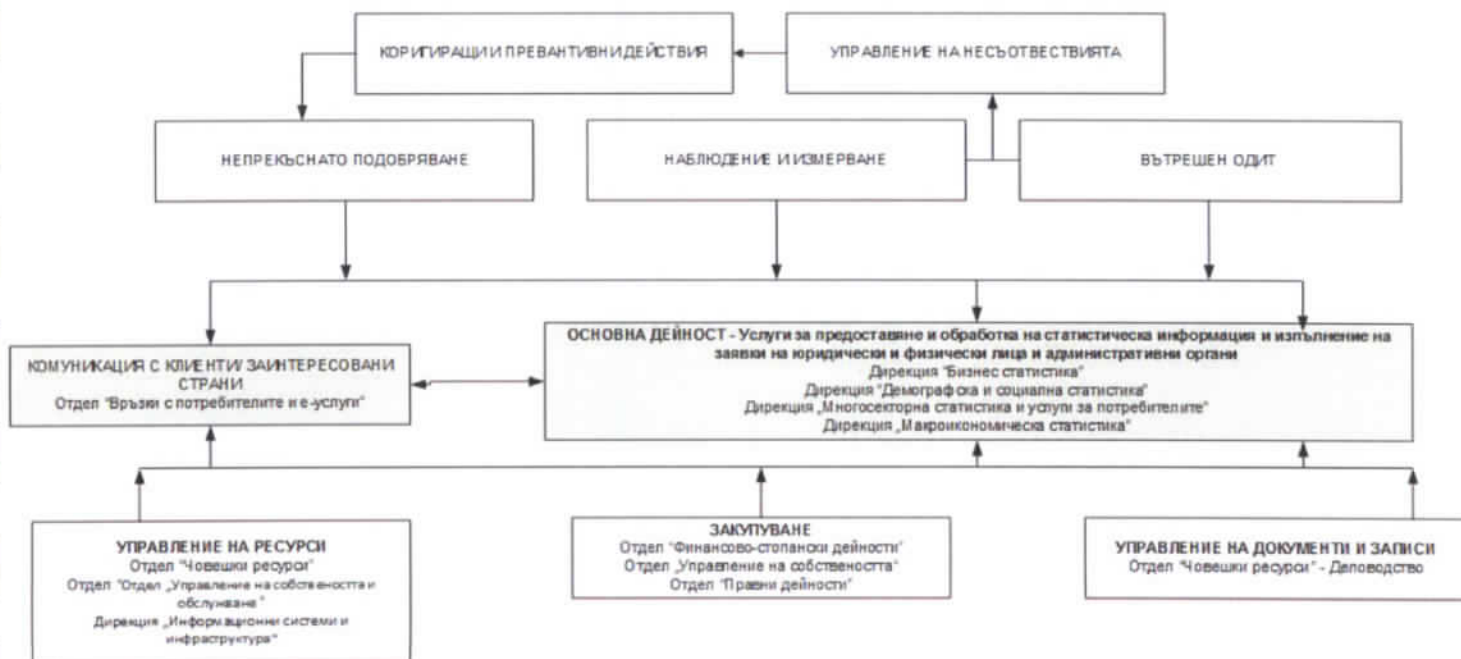 КОРИГИРАЩИ И ПРЕВАНТИВНИ ДЕЙСТВИЯ
УПРАВЛЕНИЕ НА НЕСЪОТВЕСТВИЯТА
НЕПРЕКЪСНАТО ПОДОБРЯВАНЕ
НАБЛЮДЕНИЕ И ИЗМЕРВАНЕ
ВЪТРЕШЕН ОДИТ
КОМУНИКАЦИЯ С КЛИЕНТИ/ ЗАИНТЕРЕСОВАНИ
СТРАНИ
Отдел "Връзки с потребителите и е-услуги"
ОСНОВНА ДЕЙНОСТ - Услуги за предоставяне и обработка на статистическа информация и изпълнение на
заявки на юридически и физически лица и административни органи
Дирекция "Бизнес статистика"
Дирекция "Демографска и социална статистика"
Дирекция „Многосекторна статистика и услуги за потребителите"
Дирекция „Макроикономическа статистика"
УПРАВЛЕНИЕ НА РЕСУРСИ
Отдел "Човешки ресурси"
Отдел "Отдел „Управление на собствеността и
обслужване"
Дирекция „Информационни системи и
инфраструктура"
ЗАКУПУВАНЕ
Отдел "Финансово-стопански дейности"
Отдел „Управление на собствеността"
Отдел "Правни дейности"
УПРАВЛЕНИЕ НА ДОКУМЕНТИ И ЗАПИСИ
Отдел "Човешки ресурси" - Деловодство